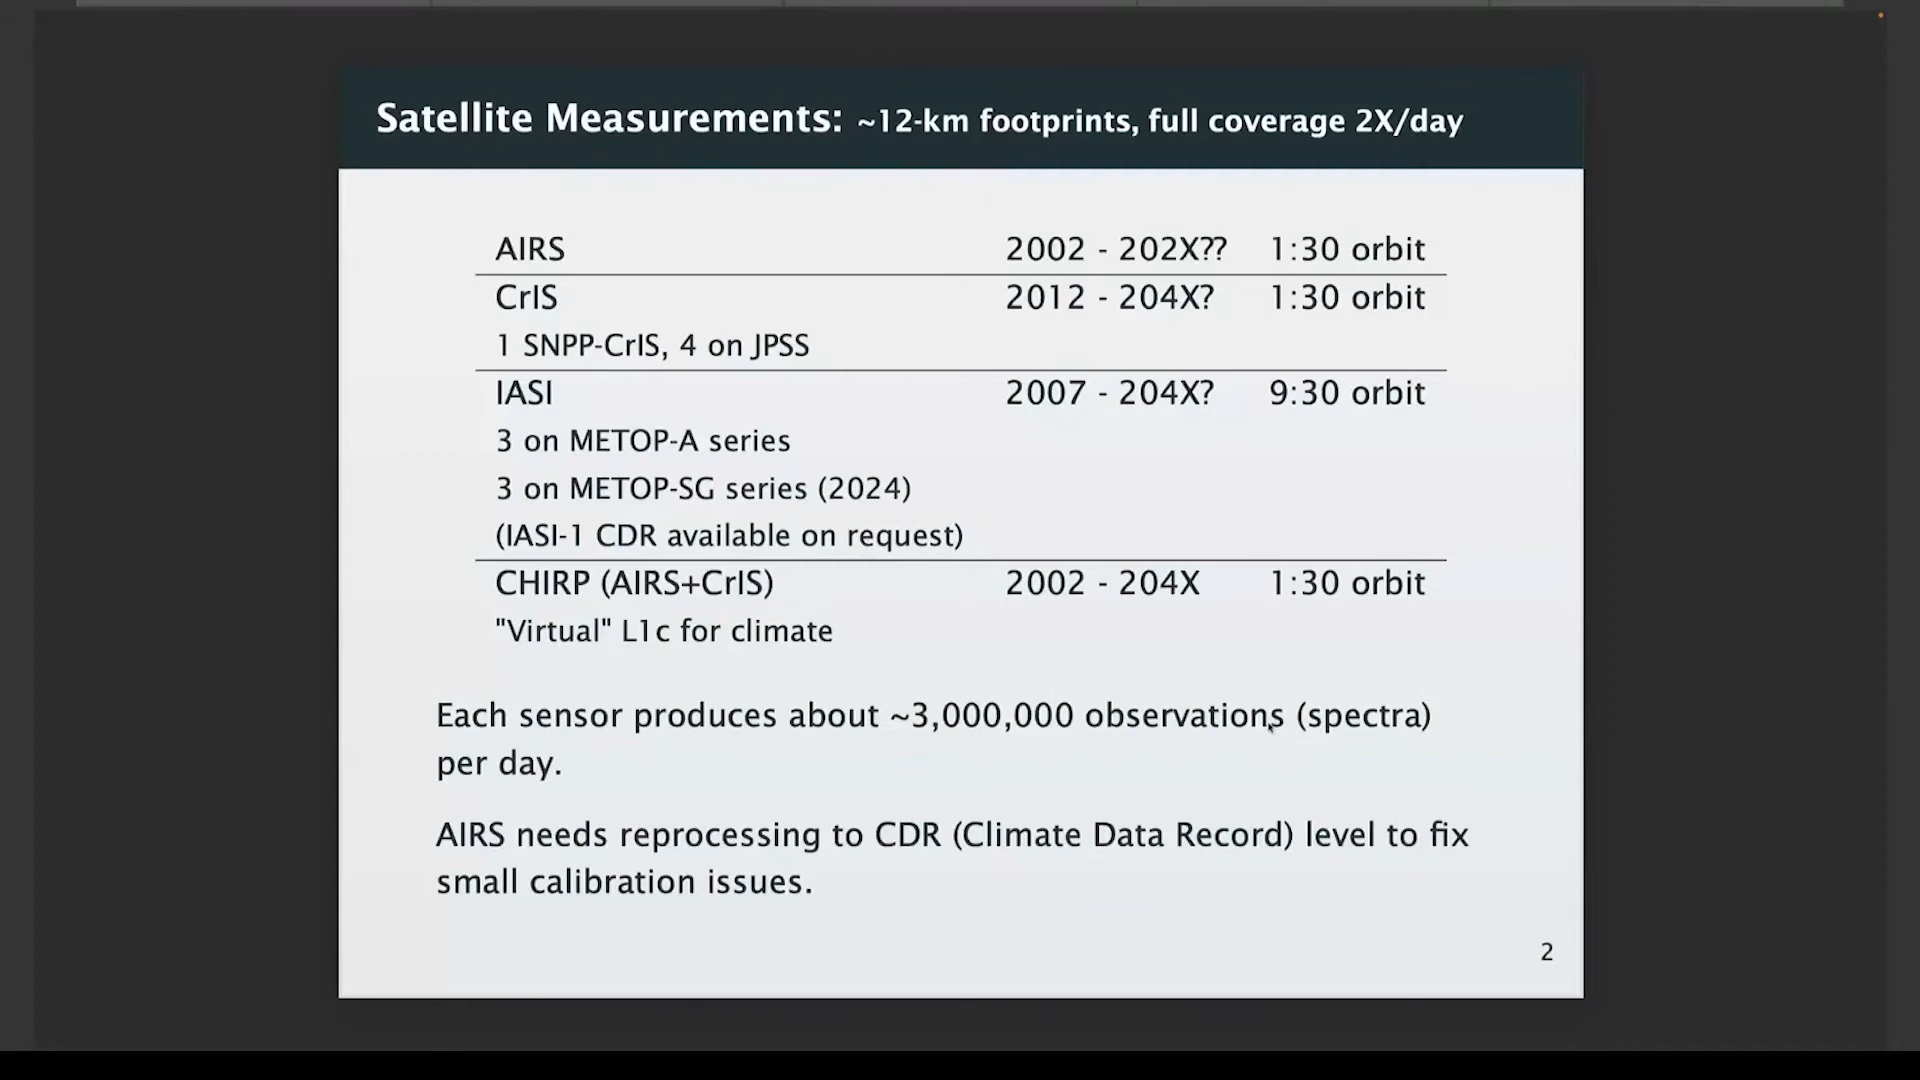 Satellite Measurements: ~12-km footprints, full coverage 2X/day
AIRS 2002 - 202X?? 1:30 orbit
CrIS 2012 - 204X? 1:30 orbit
1 SNPP-CrIS, 4 on JPSS
IASI 2007 - 204X? 9:30 orbit
3 on METOP-A series
3 on METOP-SG series (2024)
(IASI-1 CDR available on request)
CHIRP (AIRS+CrIS) 2002 - 204X 1:30 orbit
"Virtual" L1c for climate
Each sensor produces about ~3,000,000 observations (spectra)
per day.
AIRS needs reprocessing to CDR (Climate Data Record) level to fix
small calibration issues.
2